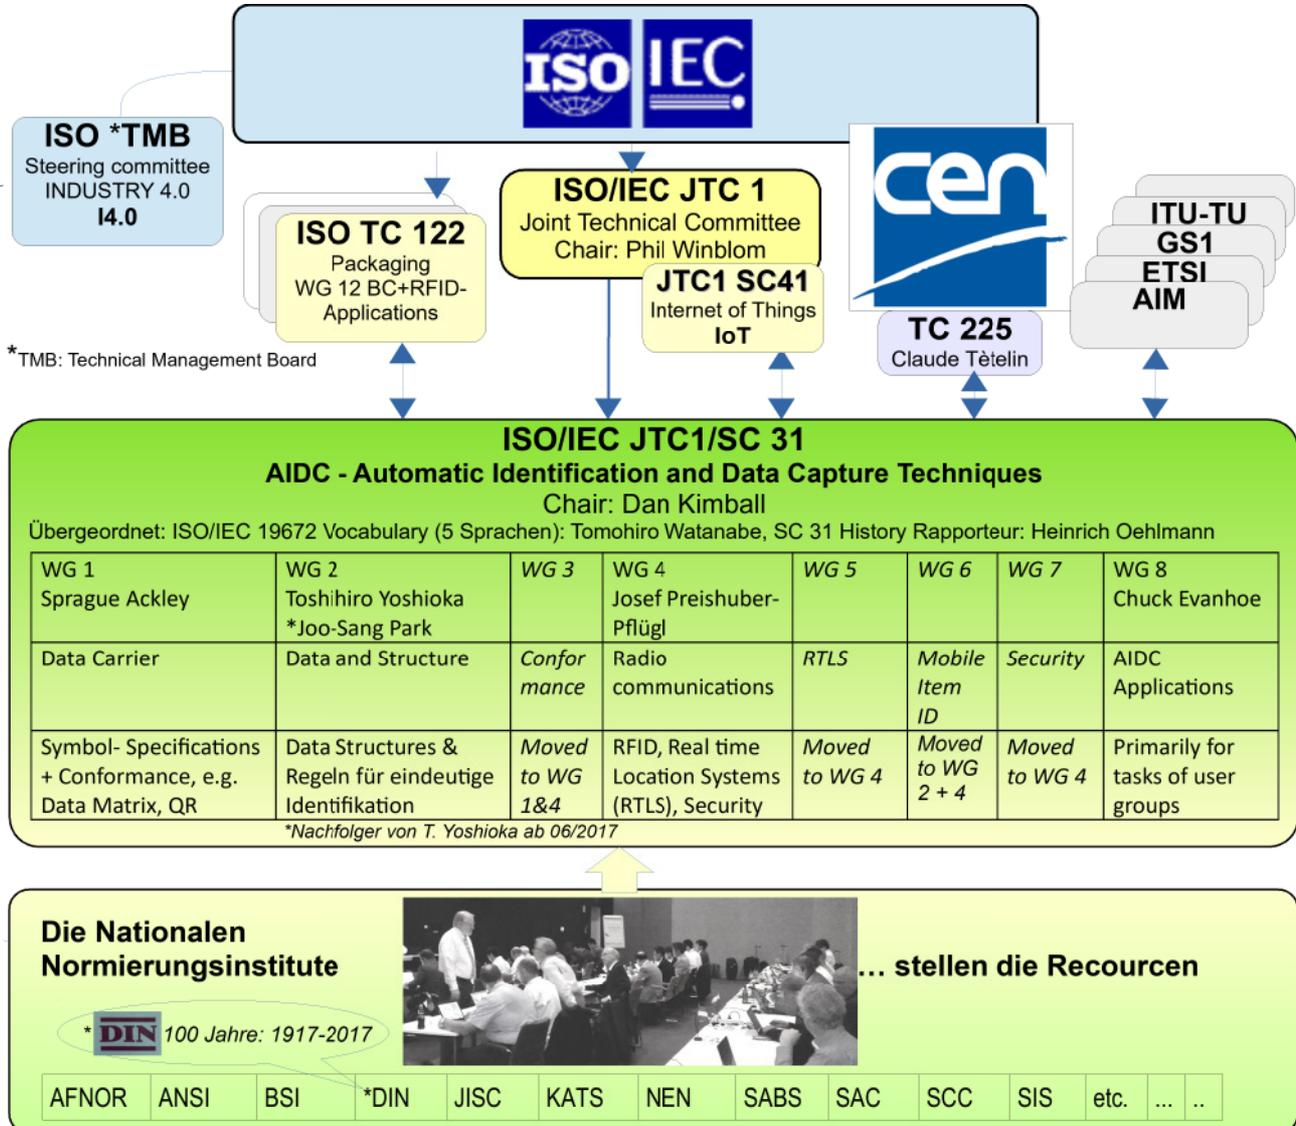 ISO IEC
ISO *TMB
Steering committee
INDUSTRY 4.0
I4.0
ISO TC 122
Packaging
WG 12 BC+RFID-
Applications
ISO/IEC JTC 1
Joint Technical Committee
Chair: Phil Winblom
JTC1 SC41
Internet of Things
IoT
cen
TC 225
Claude Tètelin
ITU-TU
GS1
ETSI
AIM
*TMB: Technical Management Board
ISO/IEC JTC1/SC 31
AIDC - Automatic Identification and Data Capture Techniques
Chair: Dan Kimball
Übergeordnet: ISO/IEC 19672 Vocabulary (5 Sprachen): Tomohiro Watanabe, SC 31 History Rapporteur: Heinrich Oehlmann
WG 1
Sprague Ackley
WG 2
Toshihiro Yoshioka
*Joo-Sang Park
WG 3
WG 4
Josef Preishuber-
Pflügl
WG 5
WG 6
WG 7
WG 8
Chuck Evanhoe
Data Carrier
Data and Structure
Confor
mance
Radio
communications
RTLS
Mobile
Item
ID
Security
AIDC
Applications
Symbol- Specifications
+ Conformance, e.g.
Data Matrix, QR
Data Structures &
Regeln für eindeutige
Identifikation
Moved
to WG
1&4
RFID, Real time
Location Systems
(RTLS), Security
Moved
to WG 4
Moved
to WG
2 + 4
Moved
to WG 4
Primarily for
tasks of user
groups
*Nachfolger von T. Yoshioka ab 06/2017
Die Nationalen
Normierungsinstitute
... stellen die Recourcen
* DIN 100 Jahre: 1917-2017
AFNOR ANSI BSI *DIN JISC KATS NEN SABS SAC SCC SIS etc. ... ..